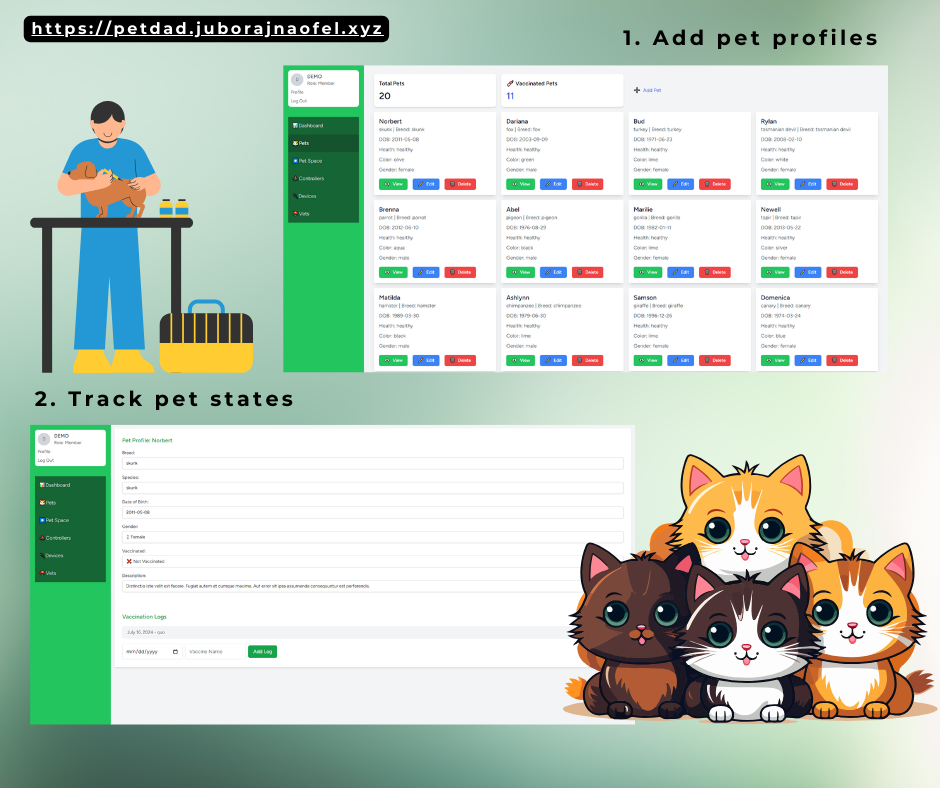 https://petdad.juborajnaofel.xyz
1. Add pet profiles
DEMO
Role: Member
Profile
Log Out
Dashboard
Pets
Pet Space
Controllers
Devices
Vets
Total Pets
20
Vaccinated Pets
11
Add Pet
Norbert
skunk | Breed: skunk
DOB: 2011-05-08
Health: healthy
Color: olive
Gender: female
View Edit Delete
Dariana
fox | Breed: fox
DOB: 2003-09-09
Health: healthy
Color: green
Gender: male
View Edit Delete
Bud
turkey | Breed: turkey
DOB: 1971-06-23
Health: healthy
Color: lime
Gender: female
View Edit Delete
Rylan
tasmanian devil | Breed: tasmanian devil
DOB: 2008-02-10
Health: healthy
Color: white
Gender: female
View Edit Delete
Brenna
parrot | Breed: parrot
DOB: 2012-06-10
Health: healthy
Color: aqua
Gender: male
View Edit Delete
Abel
pigeon | Breed: pigeon
DOB: 1976-08-29
Health: healthy
Color: black
Gender: male
View Edit Delete
Marilie
gorilla | Breed: gorilla
DOB: 1992-01-11
Health: healthy
Color: lime
Gender: female
View Edit Delete
Newell
tapir | Breed: tapir
DOB: 2013-05-22
Health: healthy
Color: silver
Gender: female
View Edit Delete
Matilda
hamster | Breed: hamster
DOB: 1989-03-30
Health: healthy
Color: black
Gender: male
View Edit Delete
Ashlynn
chimpanzee | Breed: chimpanzee
DOB: 1979-06-30
Health: healthy
Color: lime
Gender: male
View Edit Delete
Samson
giraffe | Breed: giraffe
DOB: 1996-12-26
Health: healthy
Color: lime
Gender: female
View Edit Delete
Domenica
canary | Breed: canary
DOB: 1974-03-24
Health: healthy
Color: blue
Gender: female
View Edit Delete
2. Track pet states
DEMO
Role: Member
Profile
Log Out
Dashboard
Pets
Pet Space
Controllers
Devices
Vets
Pet Profile: Norbert
Breed:
skunk
Species:
skunk
Date of Birth:
2011-05-08
Gender:
Female
Vaccinated:
Not Vaccinated
Description:
Distinctio iste velit est facere. Fugiat autem et cumque maxime. Aut error sit ipsa assumenda consequuntur est perferendis.
Vaccination Logs
July 10, 2024 - quo
mm/dd/yyyy Vaccine Name Add Log